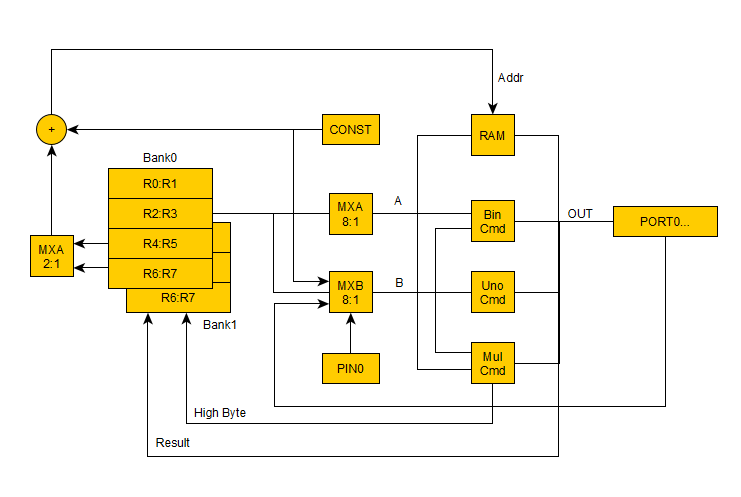 Addr
+
CONST
RAM
Bank0
R0:R1
R2:R3
R4:R5
R6:R7
R6:R7
Bank1
MXA
2:1
MXA
8:1
A
Bin
Cmd
OUT
PORT0...
MXB
8:1
B
Uno
Cmd
PIN0
Mul
Cmd
High Byte
Result